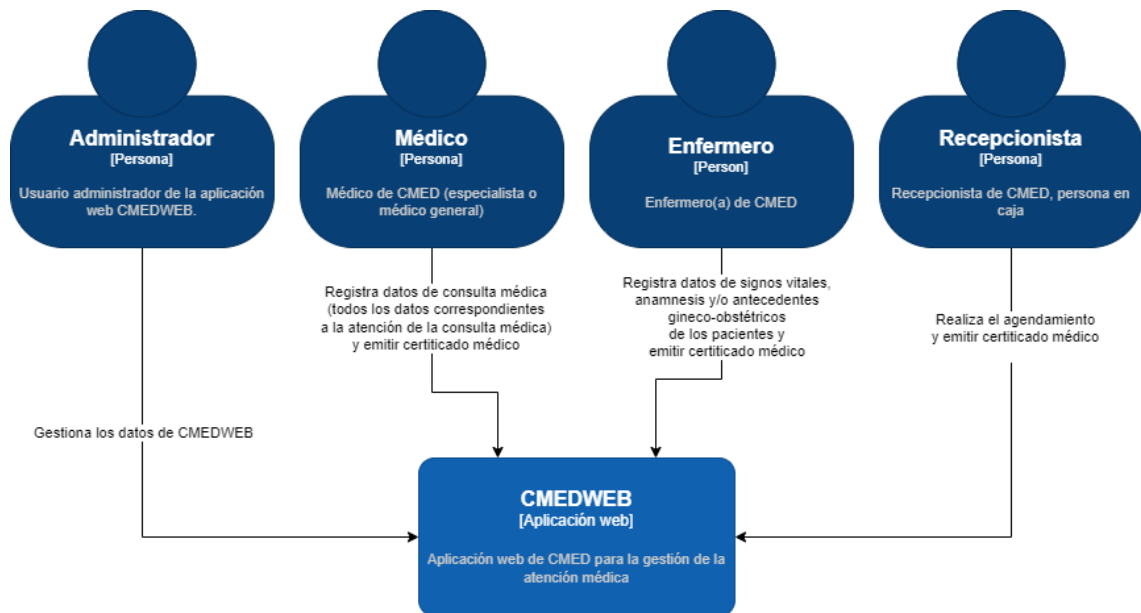 Administrador
[Persona]
Usuario administrador de la aplicación
web CMEDWEB.
Médico
[Persona]
Médico de CMED (especialista o
médico general)
Enfermero
[Person]
Enfermero(a) de CMED
Recepcionista
[Persona]
Recepcionista de CMED, persona en
caja
Registra datos de consulta médica
(todos los datos correspondientes
a la atención de la consulta médica)
y emitir certiticado médico
Registra datos de signos vitales,
anamnesis y/o antecedentes
gineco-obstétricos
de los pacientes y
emitir certiticado médico
Realiza el agendamiento
y emitir certiticado médico
Gestiona los datos de CMEDWEB
CMEDWEB
[Aplicación web]
Aplicación web de CMED para la gestión de la
atención médica